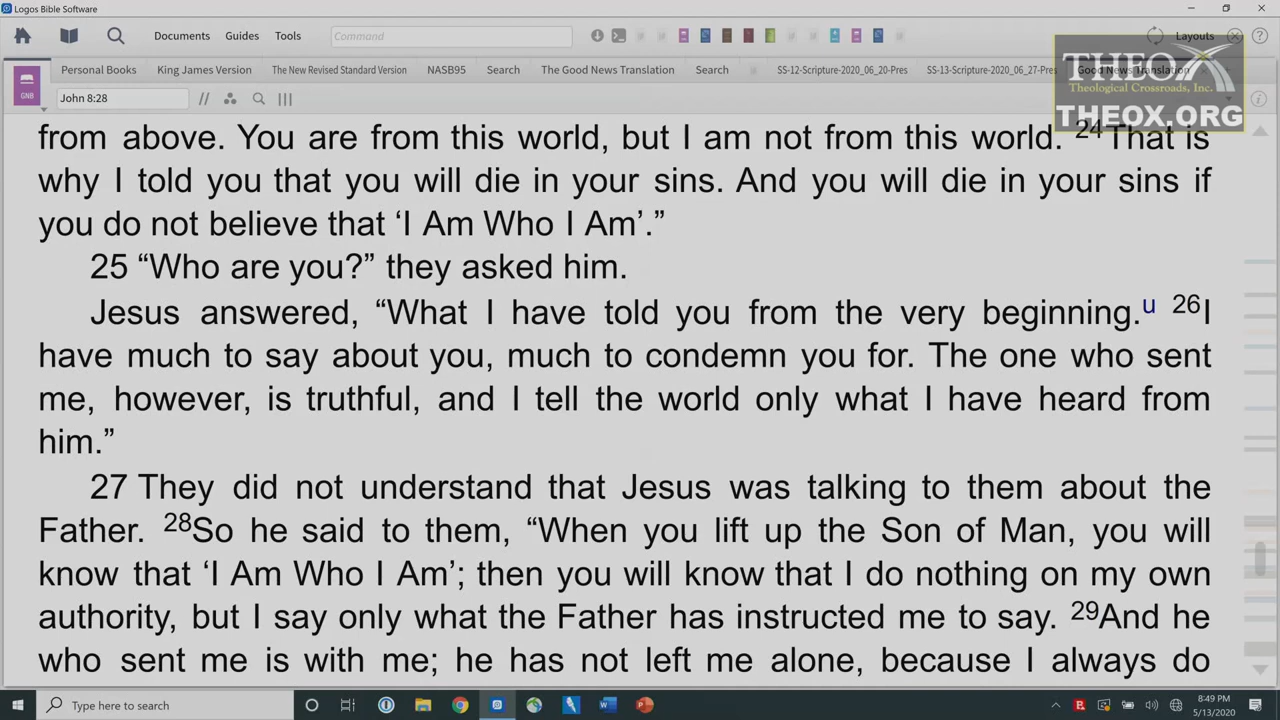 Logos Bible Software
Documents Guides Tools Command Layouts
THEOX
Theological Crossroads, Inc.
THEOX.ORG
Personal Books King James Version The New Revised Standard Search The Good News Translation Search SS-12-Scripture-2020_06_20-Pres SS-13-Scripture-2020_06_27-Pres Good News Translation
GNB John 8:28
from above. You are from this world, but I am not from this world. 24That is
why I told you that you will die in your sins. And you will die in your sins if
you do not believe that ‘I Am Who I Am’.”
25 “Who are you?” they asked him.
Jesus answered, “What I have told you from the very beginning.u 26I
have much to say about you, much to condemn you for. The one who sent
me, however, is truthful, and I tell the world only what I have heard from
him.”
27 They did not understand that Jesus was talking to them about the
Father. 28So he said to them, “When you lift up the Son of Man, you will
know that ‘I Am Who I Am’; then you will know that I do nothing on my own
authority, but I say only what the Father has instructed me to say. 29And he
who sent me is with me; he has not left me alone, because I always do
Type here to search
8:49 PM
5/13/2020